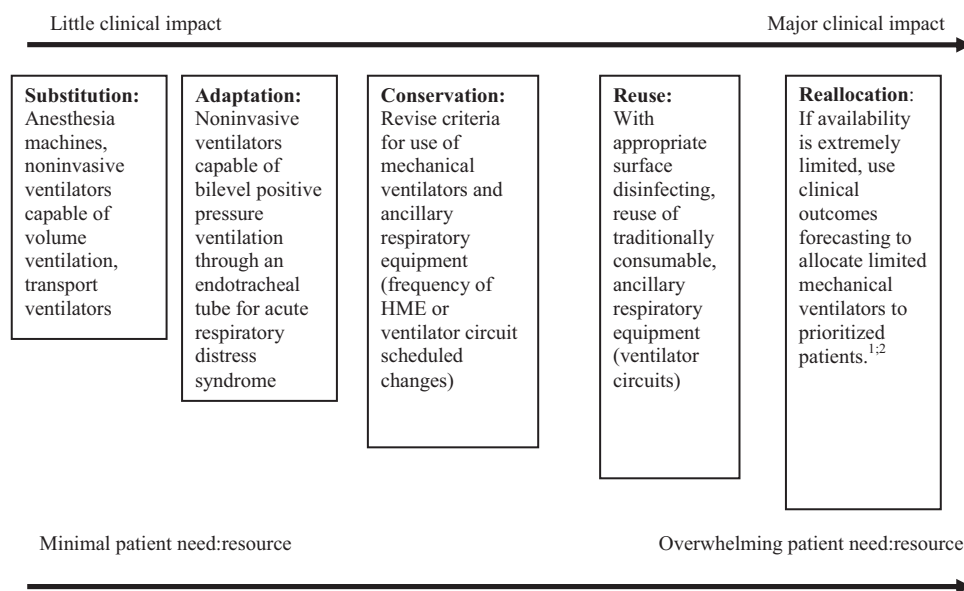 Little clinical impact
Major clinical impact
Substitution:
Anesthesia
machines,
noninvasive
ventilators
capable of
volume
ventilation,
transport
ventilators
Adaptation:
Noninvasive
ventilators
capable of
bilevel positive
pressure
ventilation
through an
endotracheal
tube for acute
respiratory
distress
syndrome
Conservation:
Revise criteria
for use of
mechanical
ventilators and
ancillary
respiratory
equipment
(frequency of
HME or
ventilator circuit
scheduled
changes)
Reuse:
With
appropriate
surface
disinfecting,
reuse of
traditionally
consumable,
ancillary
respiratory
equipment
(ventilator
circuits)
Reallocation:
If availability
is extremely
limited, use
clinical
outcomes
forecasting to
allocate limited
mechanical
ventilators to
prioritized
patients.1;2
Minimal patient need:resource
Overwhelming patient need:resource